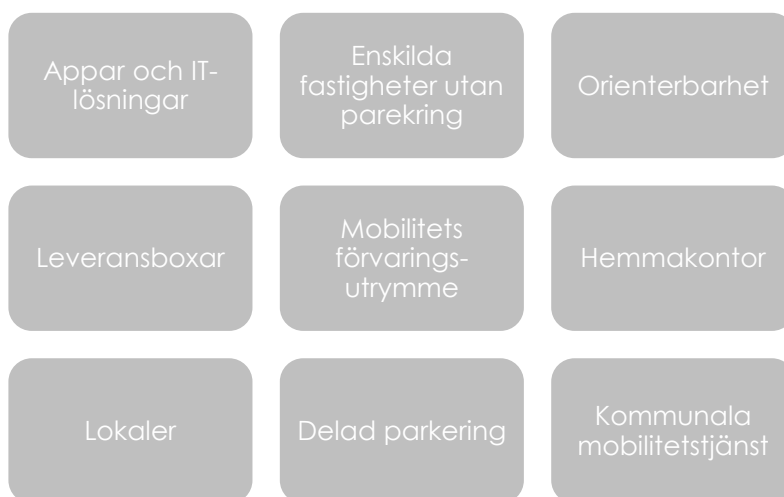 Appar och IT-
lösningar
Enskilda
fastigheter utan
parekring
Orienterbarhet
Leveransboxar
Mobilitets
förvarings-
utrymme
Hemmakontor
Lokaler
Delad parkering
Kommunala
mobilitetstjänst